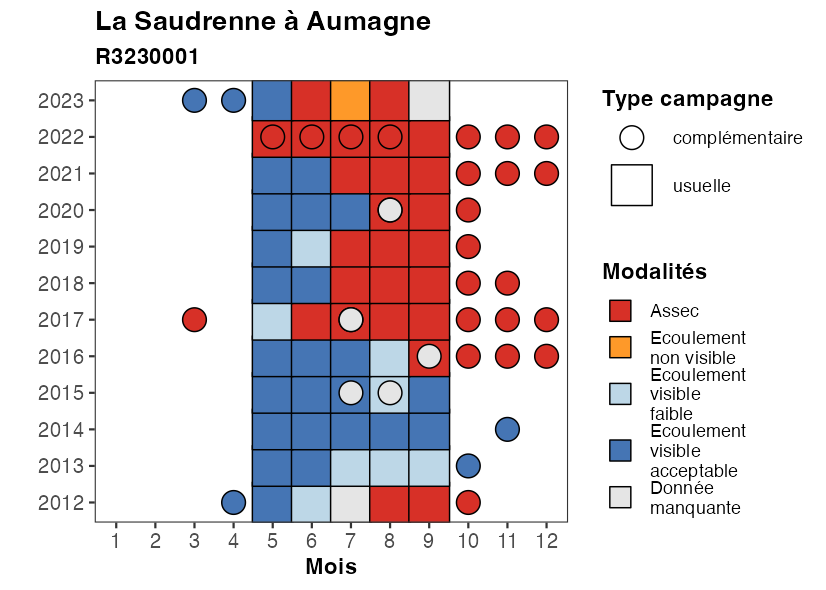 La Saudrenne à Aumagne
R3230001
2023
2022
2021
2020
2019
2018
2017
2016
2015
2014
2013
2012
1 2 3 4 5 6 7 8 9 10 11 12
Mois
Type campagne
complémentaire
usuelle
Modalités
Assec
Ecoulement
non visible
Ecoulement
visible
faible
Ecoulement
visible
acceptable
Donnée
manquante